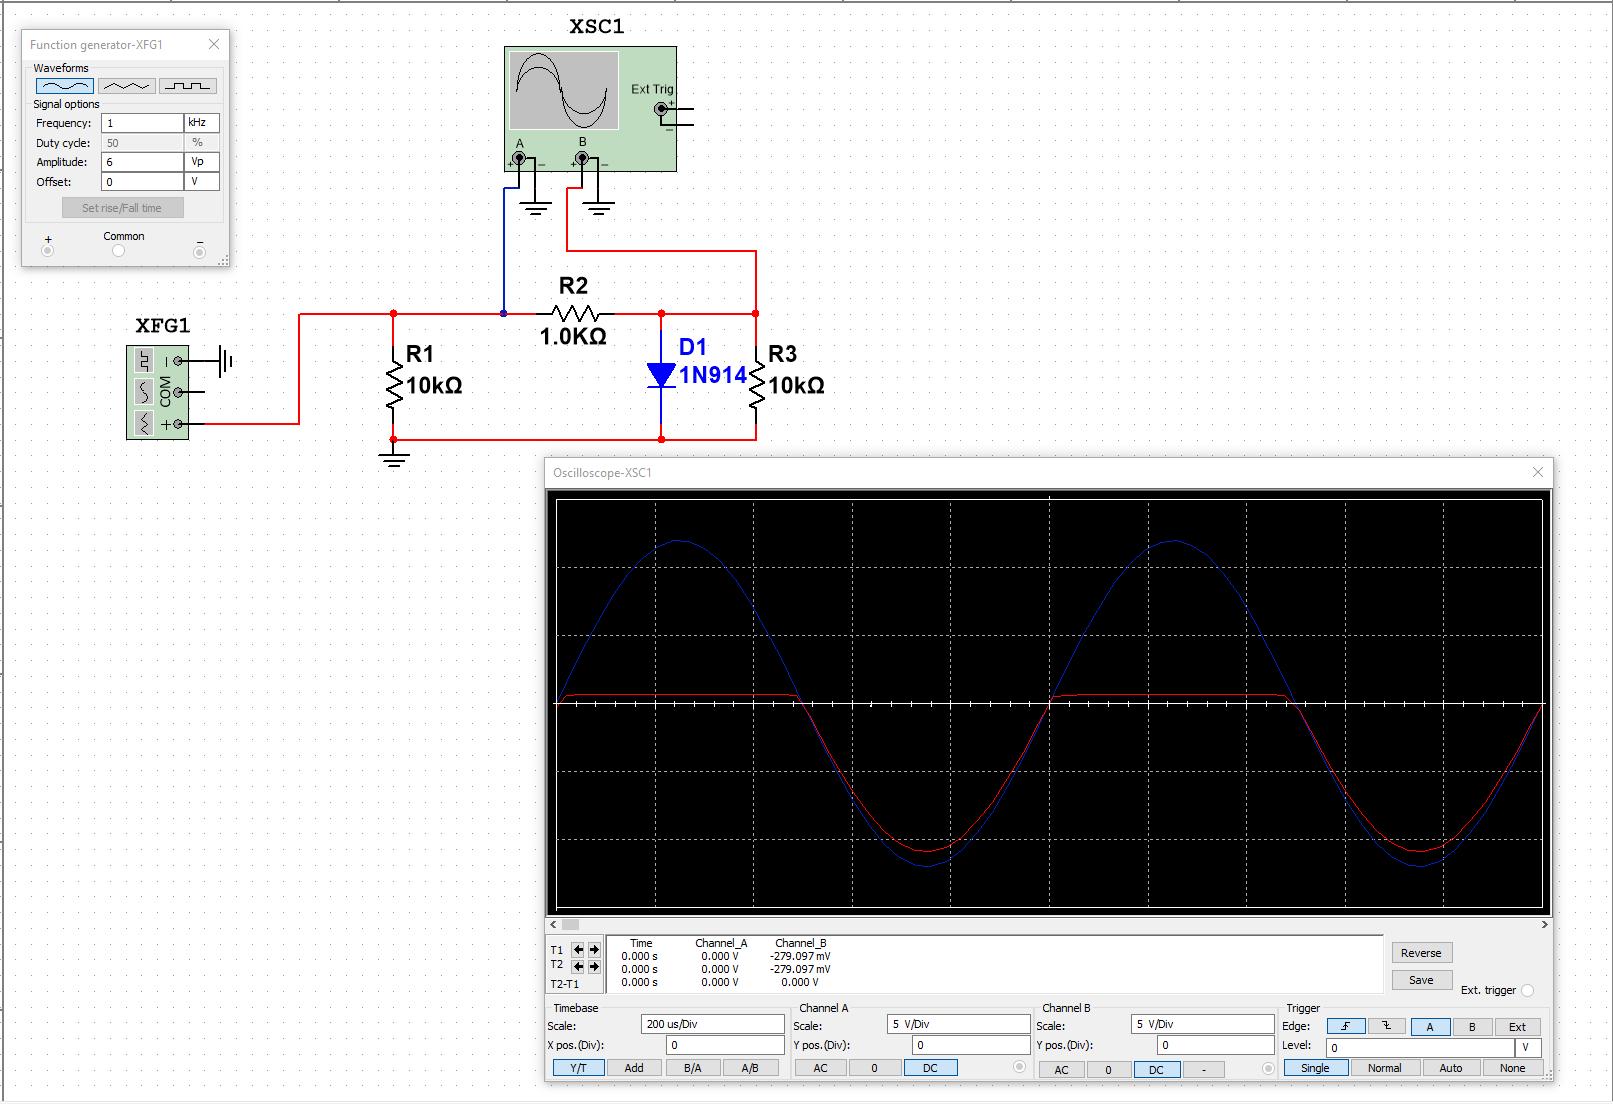 XSC1
Function generator-XFG1
Waveforms
Signal options
Frequency: 1 kHz
Duty cycle: 50 %
Amplitude: 6 Vp
Offset: 0 V
Set rise/Fall time
+ Common −
Ext Trig
+
−
A B
+ − + −
R2
1.0KΩ
XFG1
COM
− +
R1
10kΩ
D1
1N914
R3
10kΩ
Oscilloscope-XSC1
Time Channel_A Channel_B
T1 0.000 s 0.000 V -279.097 mV
T2 0.000 s 0.000 V -279.097 mV
T2-T1 0.000 s 0.000 V 0.000 V
Reverse
Save
Ext. trigger
Timebase Channel A Channel B Trigger
Scale: 200 us/Div Scale: 5 V/Div Scale: 5 V/Div Edge: A B Ext
X pos.(Div): 0 Y pos.(Div): 0 Y pos.(Div): 0 Level: 0 V
Y/T Add B/A A/B AC 0 DC AC 0 DC - Single Normal Auto None